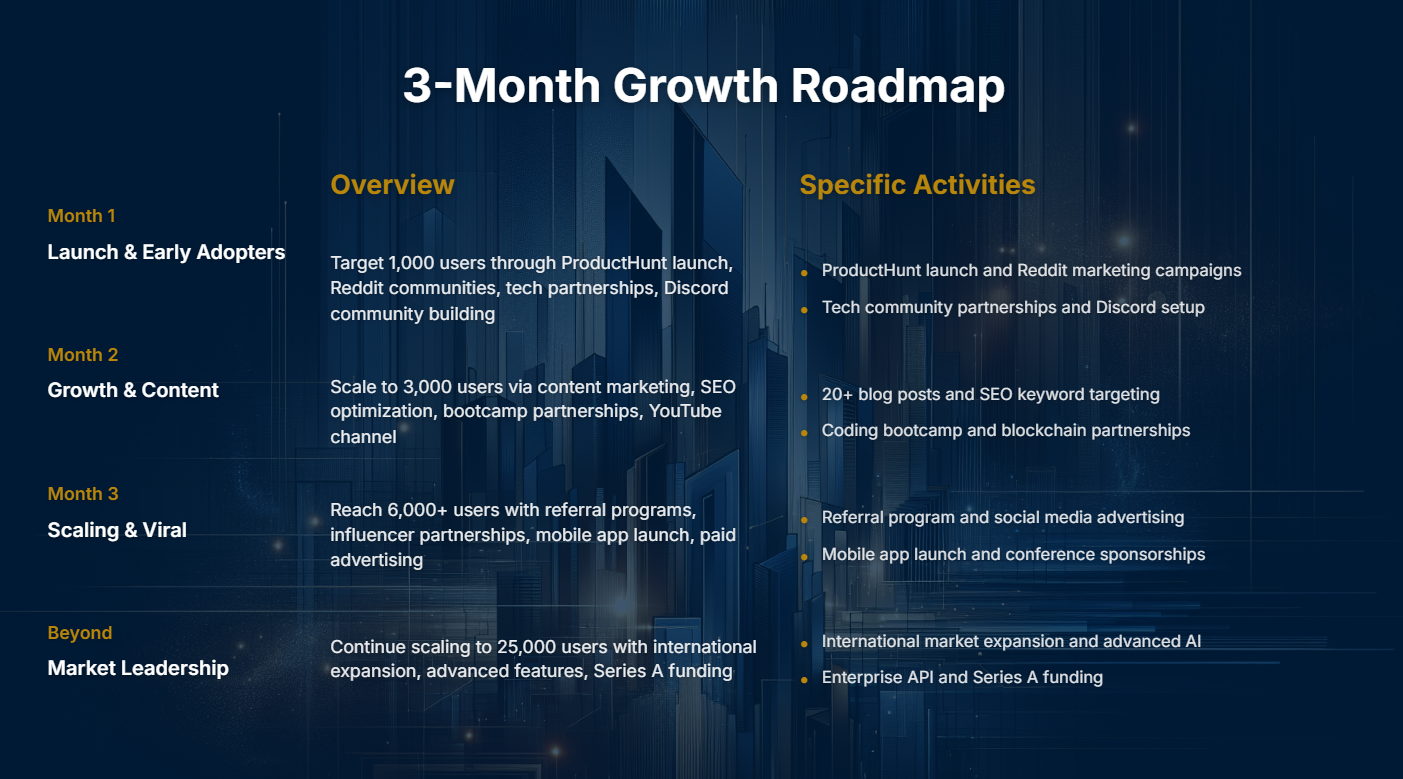 3-Month Growth Roadmap
Overview
Specific Activities
Month 1
Launch & Early Adopters
Target 1,000 users through ProductHunt launch,
Reddit communities, tech partnerships, Discord
community building
ProductHunt launch and Reddit marketing campaigns
Tech community partnerships and Discord setup
Month 2
Growth & Content
Scale to 3,000 users via content marketing, SEO
optimization, bootcamp partnerships, YouTube
channel
20+ blog posts and SEO keyword targeting
Coding bootcamp and blockchain partnerships
Month 3
Scaling & Viral
Reach 6,000+ users with referral programs,
influencer partnerships, mobile app launch, paid
advertising
Referral program and social media advertising
Mobile app launch and conference sponsorships
Beyond
Market Leadership
Continue scaling to 25,000 users with international
expansion, advanced features, Series A funding
International market expansion and advanced AI
Enterprise API and Series A funding